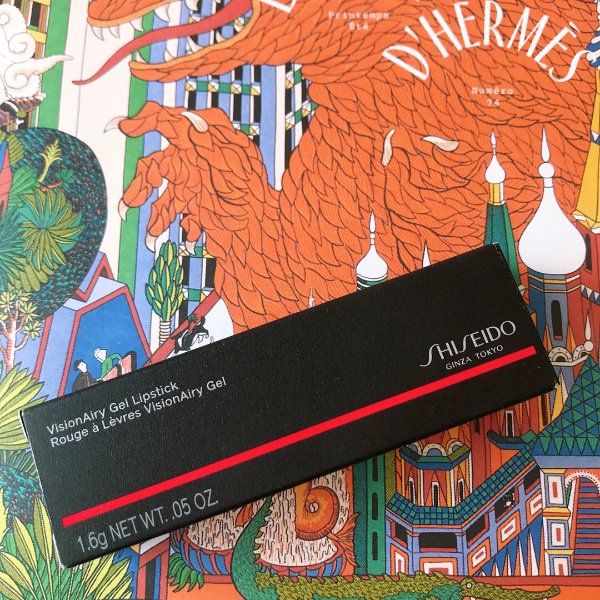 Printemps
Été
D'HERMÈS
Numéro
74
SHISEIDO
GINZA TOKYO
VisionAiry Gel Lipstick
Rouge à Lèvres VisionAiry Gel
1.6g NET WT. .05 OZ.